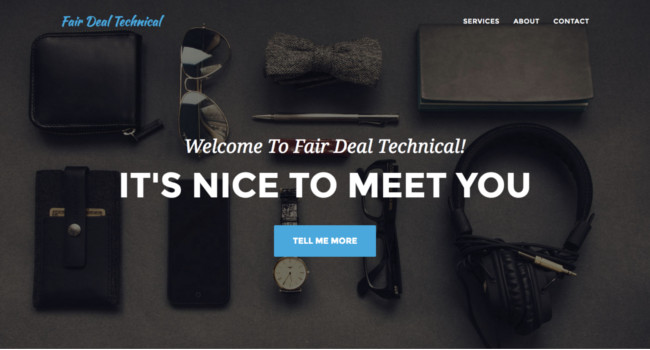 Fair Deal Technical
SERVICES ABOUT CONTACT
Welcome To Fair Deal Technical!
IT'S NICE TO MEET YOU
TELL ME MORE